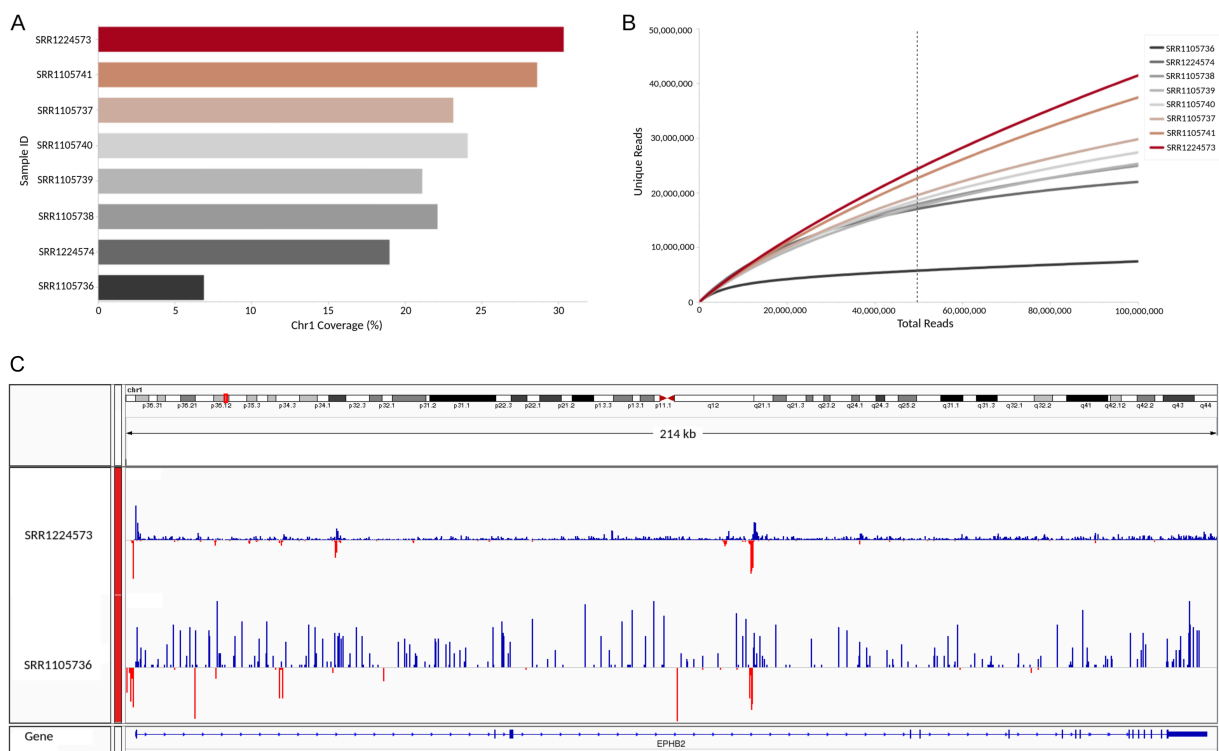 A
SRR1224573
SRR1105741
SRR1105737
SRR1105740
SRR1105739
SRR1105738
SRR1224574
SRR1105736
Sample ID
0 5 10 15 20 25 30
Chr1 Coverage (%)
B
50,000,000
40,000,000
30,000,000
20,000,000
10,000,000
0
Unique Reads
0 20,000,000 40,000,000 60,000,000 80,000,000 100,000,000
Total Reads
SRR1105736
SRR1224574
SRR1105738
SRR1105739
SRR1105740
SRR1105737
SRR1105741
SRR1224573
C
chr1
p36.31 p36.21 p36.12 p35.3 p34.3 p34.1 p32.3 p32.1 p31.2 p31.1 p22.3 p22.1 p21.2 p13.3 p13.1 p11.1 q12 q21.1 q21.3 q23.2 q24.1 q24.3 q25.2 q31.1 q31.3 q32.1 q32.2 q41 q42.12 q42.2 q43 q44
214 kb
SRR1224573
SRR1105736
Gene
EPHB2